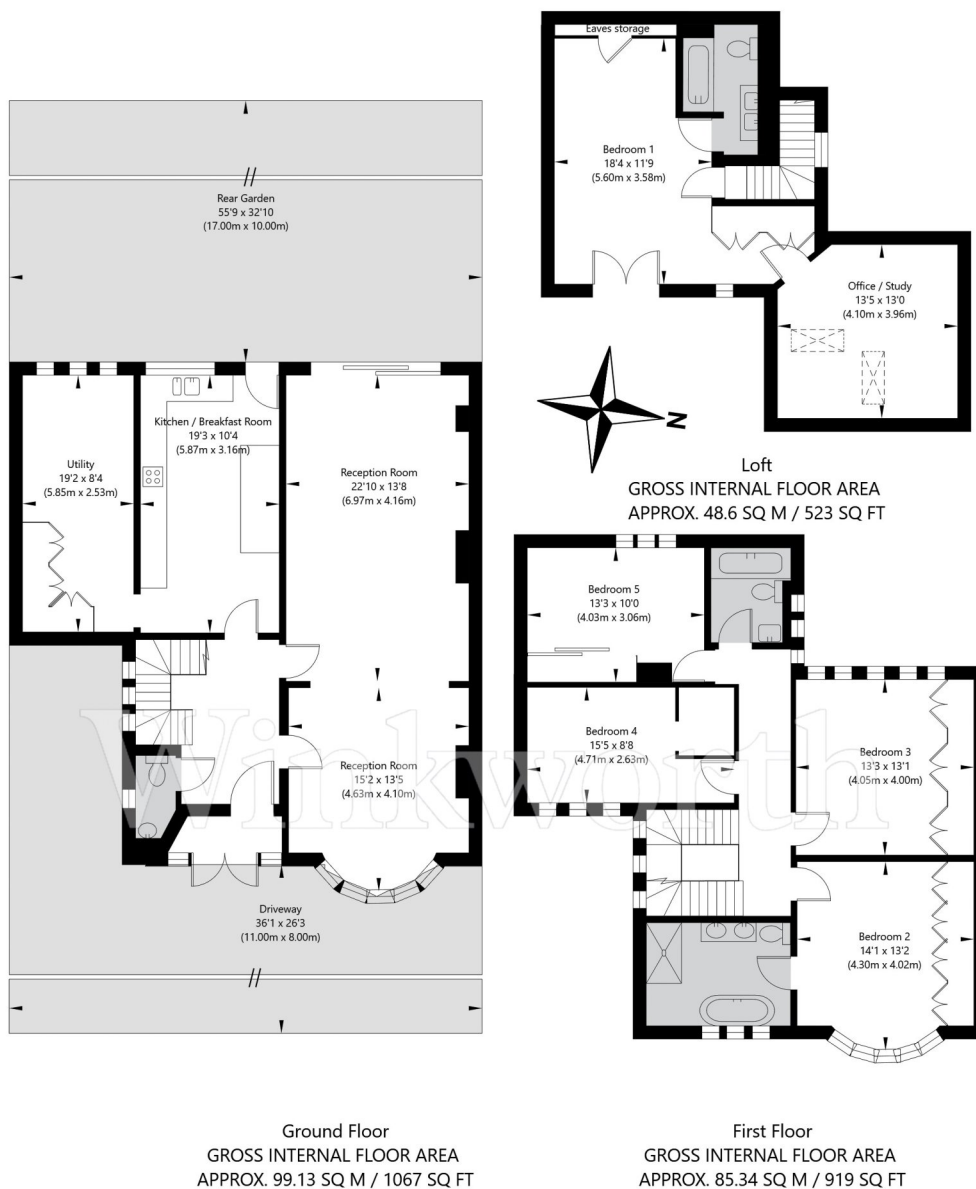 Eaves storage
Bedroom 1
18'4 x 11'9
(5.60m x 3.58m)
Office / Study
13'5 x 13'0
(4.10m x 3.96m)
N
Loft
GROSS INTERNAL FLOOR AREA
APPROX. 48.6 SQ M / 523 SQ FT
Rear Garden
55'9 x 32'10
(17.00m x 10.00m)
Kitchen / Breakfast Room
19'3 x 10'4
(5.87m x 3.16m)
Utility
19'2 x 8'4
(5.85m x 2.53m)
Reception Room
22'10 x 13'8
(6.97m x 4.16m)
Reception Room
15'2 x 13'5
(4.63m x 4.10m)
Driveway
36'1 x 26'3
(11.00m x 8.00m)
Bedroom 5
13'3 x 10'0
(4.03m x 3.06m)
Bedroom 4
15'5 x 8'8
(4.71m x 2.63m)
Bedroom 3
13'3 x 13'1
(4.05m x 4.00m)
Bedroom 2
14'1 x 13'2
(4.30m x 4.02m)
Winkworth
Ground Floor
GROSS INTERNAL FLOOR AREA
APPROX. 99.13 SQ M / 1067 SQ FT
First Floor
GROSS INTERNAL FLOOR AREA
APPROX. 85.34 SQ M / 919 SQ FT